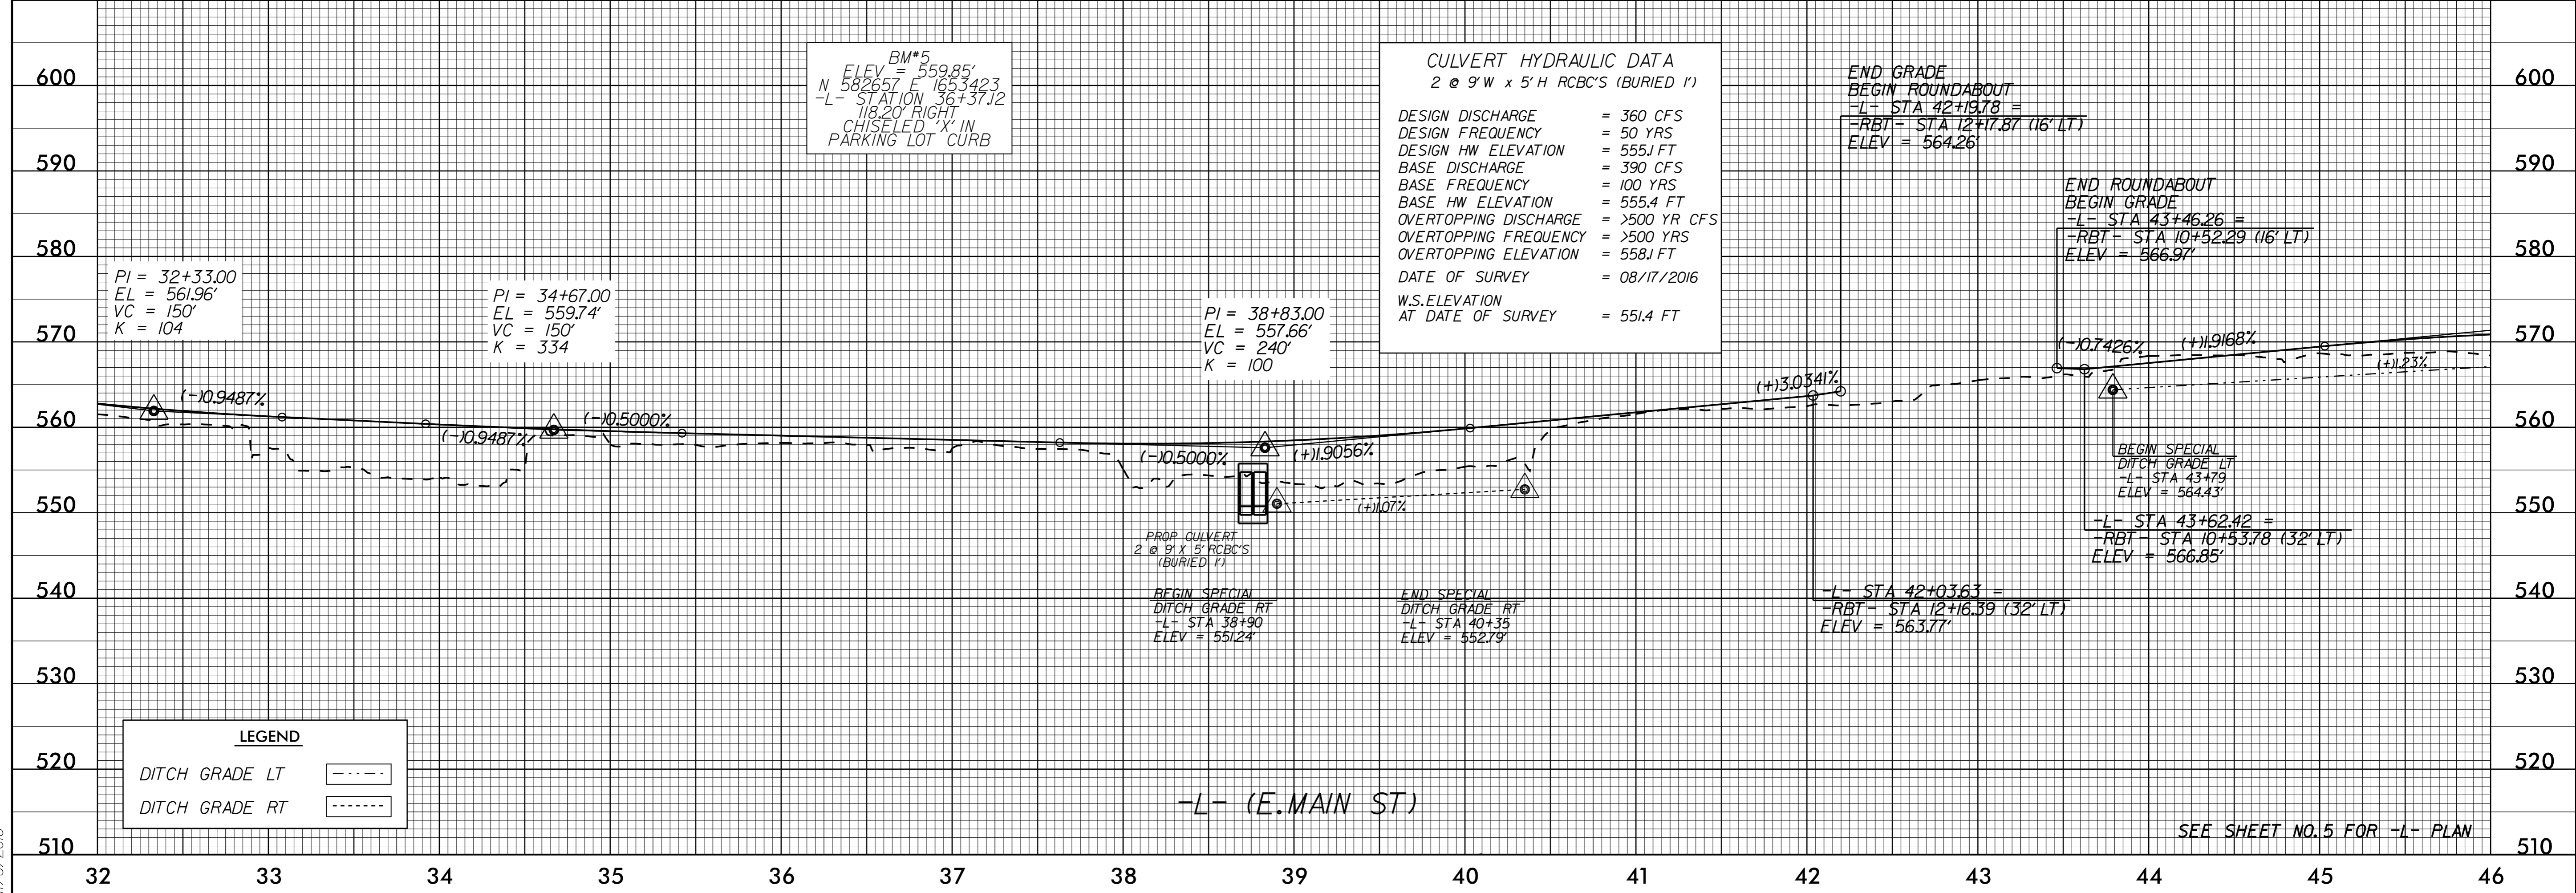 600
590
580
570
560
550
540
530
520
510
BM#5
ELEV = 559.85'
N 582657 E 1653423
-L- STATION 36+37.12
118.20' RIGHT
CHISELED 'X' IN
PARKING LOT CURB
CULVERT HYDRAULIC DATA
2 @ 9'W x 5'H RCBC'S (BURIED 1')
DESIGN DISCHARGE = 360 CFS
DESIGN FREQUENCY = 50 YRS
DESIGN HW ELEVATION = 555.1 FT
BASE DISCHARGE = 390 CFS
BASE FREQUENCY = 100 YRS
BASE HW ELEVATION = 555.4 FT
OVERTOPPING DISCHARGE = >500 YR CFS
OVERTOPPING FREQUENCY = >500 YRS
OVERTOPPING ELEVATION = 558.1 FT
DATE OF SURVEY = 08/17/2016
W.S.ELEVATION
AT DATE OF SURVEY = 551.4 FT
END GRADE
BEGIN ROUNDABOUT
-L- STA 42+19.78 =
-RBT- STA 12+17.87 (16' LT)
ELEV = 564.26'
END ROUNDABOUT
BEGIN GRADE
-L- STA 43+46.26 =
-RBT- STA 10+52.29 (16' LT)
ELEV = 566.97'
PI = 32+33.00
EL = 561.96'
VC = 150'
K = 104
PI = 34+67.00
EL = 559.74'
VC = 150'
K = 334
PI = 38+83.00
EL = 557.66'
VC = 240'
K = 100
(-)0.9487%
(-)0.9487%
(-)0.5000%
(-)0.5000%
(+)1.9056%
(+)3.0341%
(-)0.7426%
(+)1.9168%
(+)1.23%
(+)1.07%
PROP CULVERT
2 @ 9' X 5' RCBC'S
(BURIED 1')
BEGIN SPECIAL
DITCH GRADE RT
-L- STA 38+90
ELEV = 551.24'
END SPECIAL
DITCH GRADE RT
-L- STA 40+35
ELEV = 552.79'
BEGIN SPECIAL
DITCH GRADE LT
-L- STA 43+79
ELEV = 564.43'
-L- STA 43+62.42 =
-RBT- STA 10+53.78 (32' LT)
ELEV = 566.85'
-L- STA 42+03.63 =
-RBT- STA 12+16.39 (32' LT)
ELEV = 563.77'
LEGEND
DITCH GRADE LT
DITCH GRADE RT
-L- (E.MAIN ST)
SEE SHEET NO. 5 FOR -L- PLAN
600
590
580
570
560
550
540
530
520
510
32 33 34 35 36 37 38 39 40 41 42 43 44 45 46